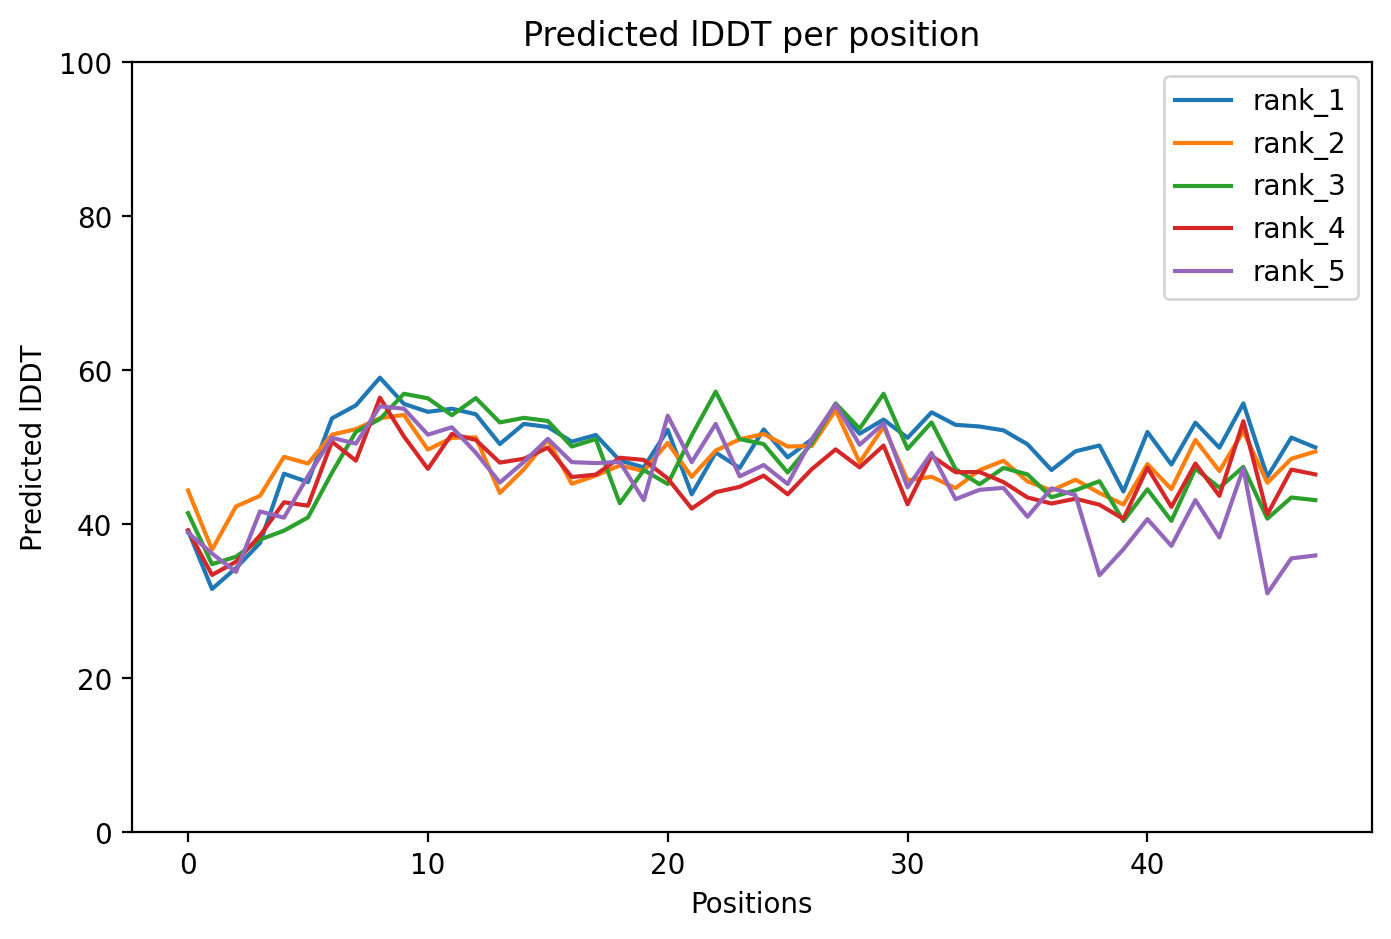 Predicted lDDT per position
100
80
60
40
20
0
Predicted lDDT
rank_1
rank_2
rank_3
rank_4
rank_5
0 10 20 30 40
Positions